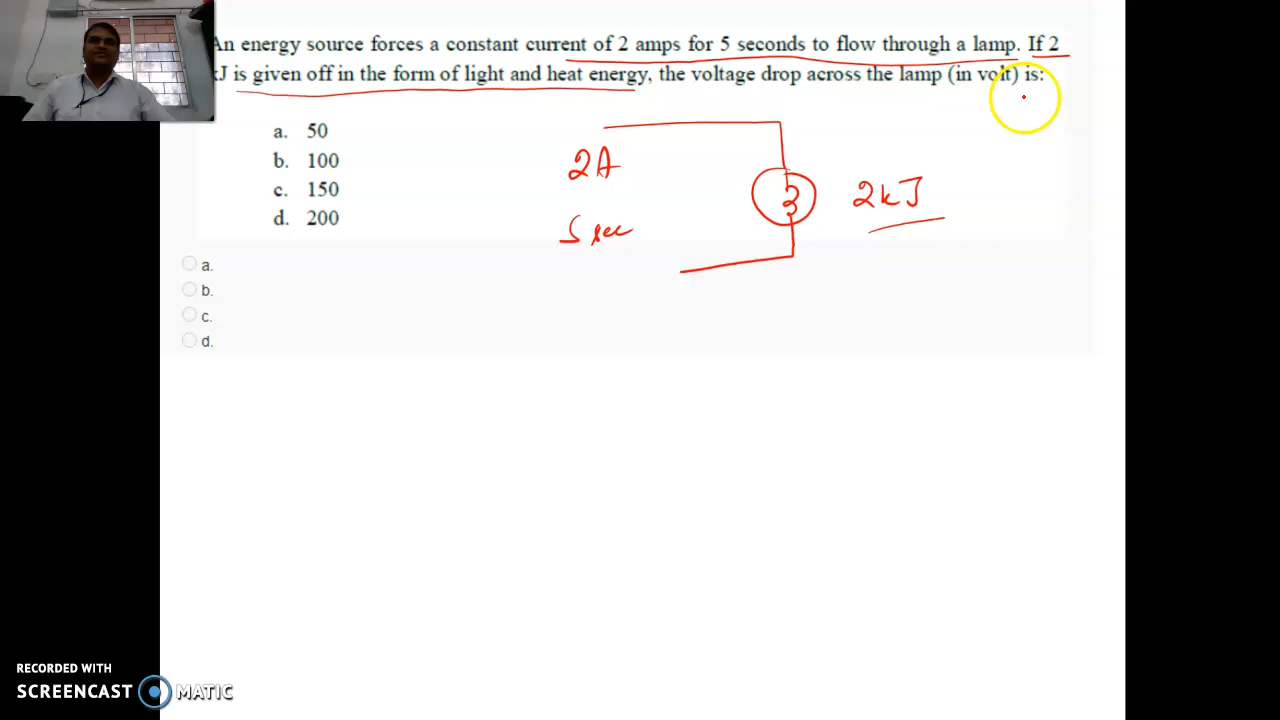 An energy source forces a constant current of 2 amps for 5 seconds to flow through a lamp. If 2
kJ is given off in the form of light and heat energy, the voltage drop across the lamp (in volt) is:
a. 50
b. 100
c. 150
d. 200
2A
2kJ
5 sec
a.
b.
c.
d.
RECORDED WITH
SCREENCAST MATIC